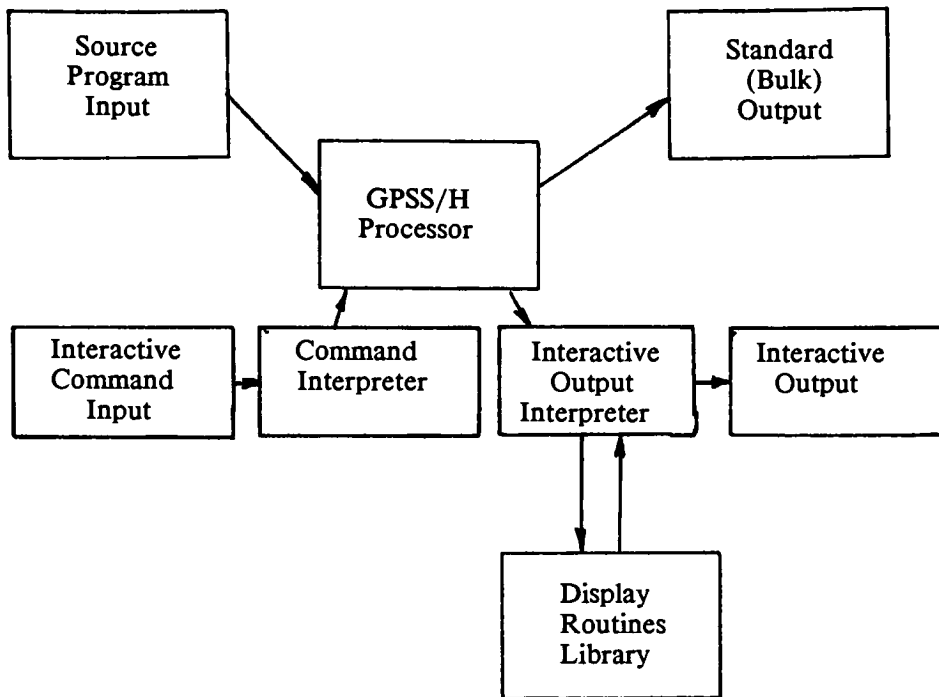 Source
Program
Input
Standard
(Bulk)
Output
GPSS/H
Processor
Interactive
Command
Input
Command
Interpreter
Interactive
Output
Interpreter
Interactive
Output
Display
Routines
Library